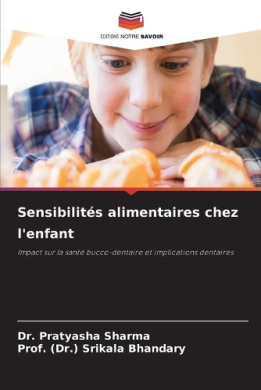 EDITIONS NOTRE SAVOIR
Sensibilités alimentaires chez
l'enfant
Impact sur la santé bucco-dentaire et implications dentaires
Dr. Pratyasha Sharma
Prof. (Dr.) Srikala Bhandary